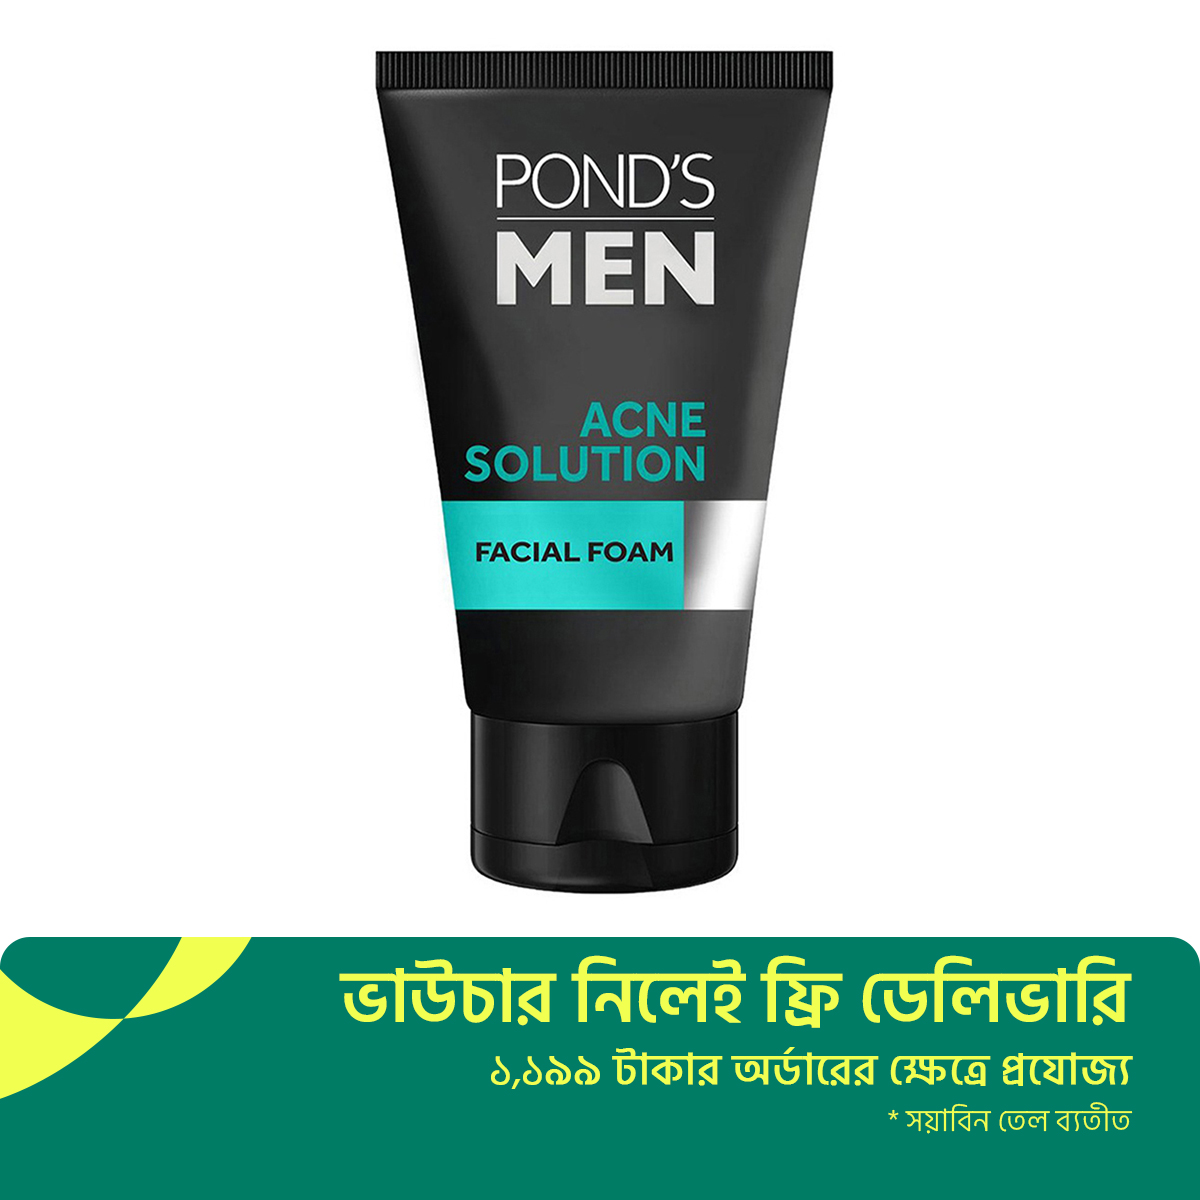 POND'S
MEN
ACNE
SOLUTION
FACIAL FOAM
ভাউচার নিলেই ফ্রি ডেলিভারি
১,১৯৯ টাকার অর্ডারের ক্ষেত্রে প্রযোজ্য
* সয়াবিন তেল ব্যতীত